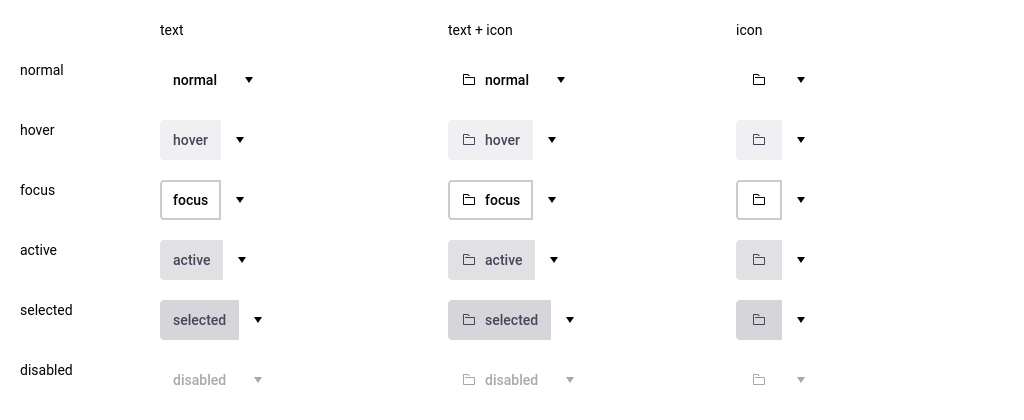 text text + icon icon
normal normal normal
hover hover hover
focus focus focus
active active active
selected selected selected
disabled disabled disabled